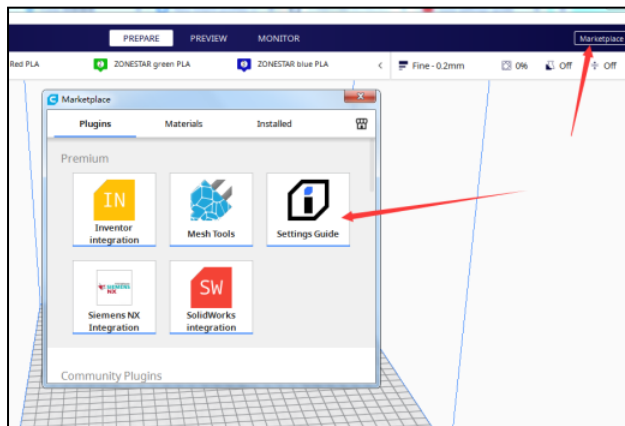 PREPARE PREVIEW MONITOR Marketplace
Red PLA ZONESTAR green PLA ZONESTAR blue PLA < Fine - 0.2mm 0% Off Off
Marketplace
Plugins Materials Installed
Premium
IN
Inventor
integration
Mesh Tools
Settings Guide
SIEMENS
NX
Siemens NX
Integration
SW
SolidWorks
integration
Community Plugins